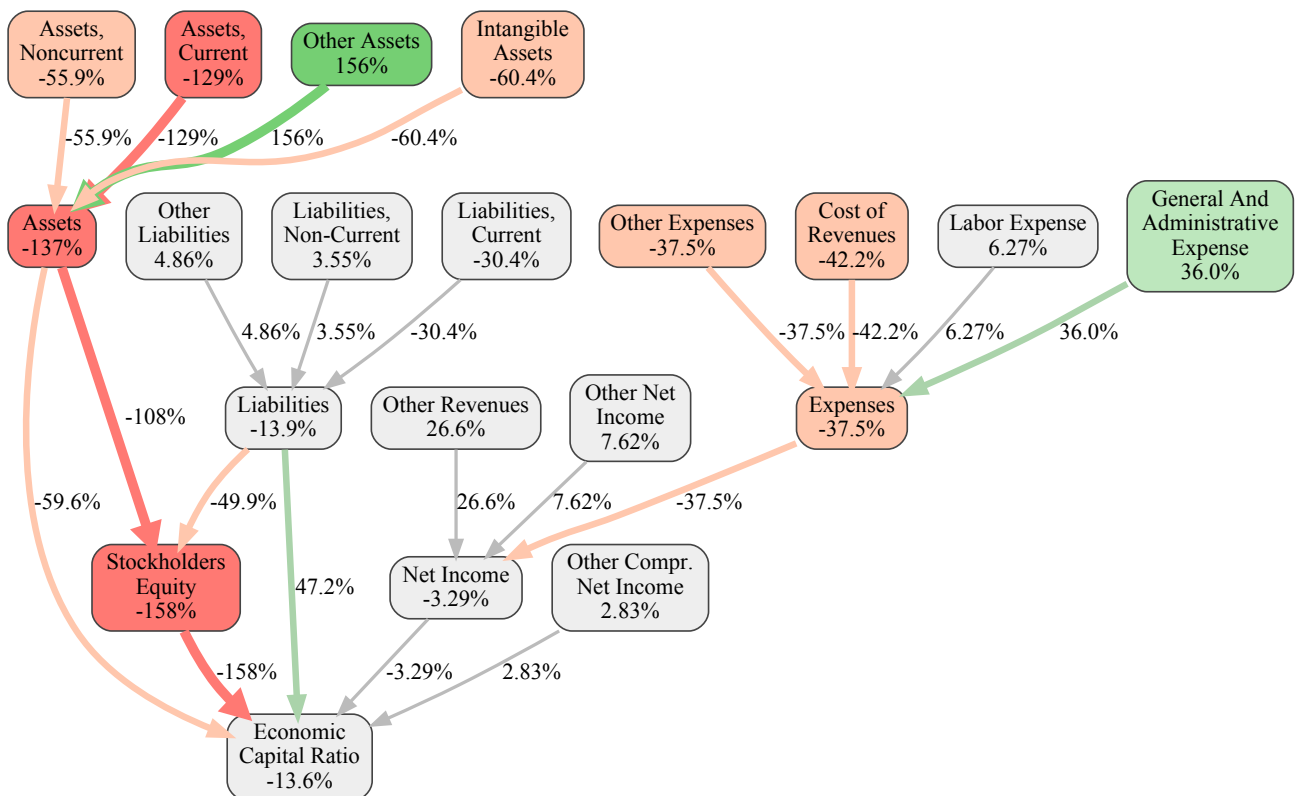 Assets,
Noncurrent
-55.9%
Assets,
Current
-129%
Other Assets
156%
Intangible
Assets
-60.4%
-55.9%
-129%
156%
-60.4%
Assets
-137%
Other
Liabilities
4.86%
Liabilities,
Non-Current
3.55%
Liabilities,
Current
-30.4%
Other Expenses
-37.5%
Cost of
Revenues
-42.2%
Labor Expense
6.27%
General And
Administrative
Expense
36.0%
4.86%
3.55%
-30.4%
-37.5%
-42.2%
6.27%
36.0%
-108%
Liabilities
-13.9%
Other Revenues
26.6%
Other Net
Income
7.62%
Expenses
-37.5%
-59.6%
-49.9%
26.6%
7.62%
-37.5%
Stockholders
Equity
-158%
47.2%
Net Income
-3.29%
Other Compr.
Net Income
2.83%
-158%
-3.29%
2.83%
Economic
Capital Ratio
-13.6%